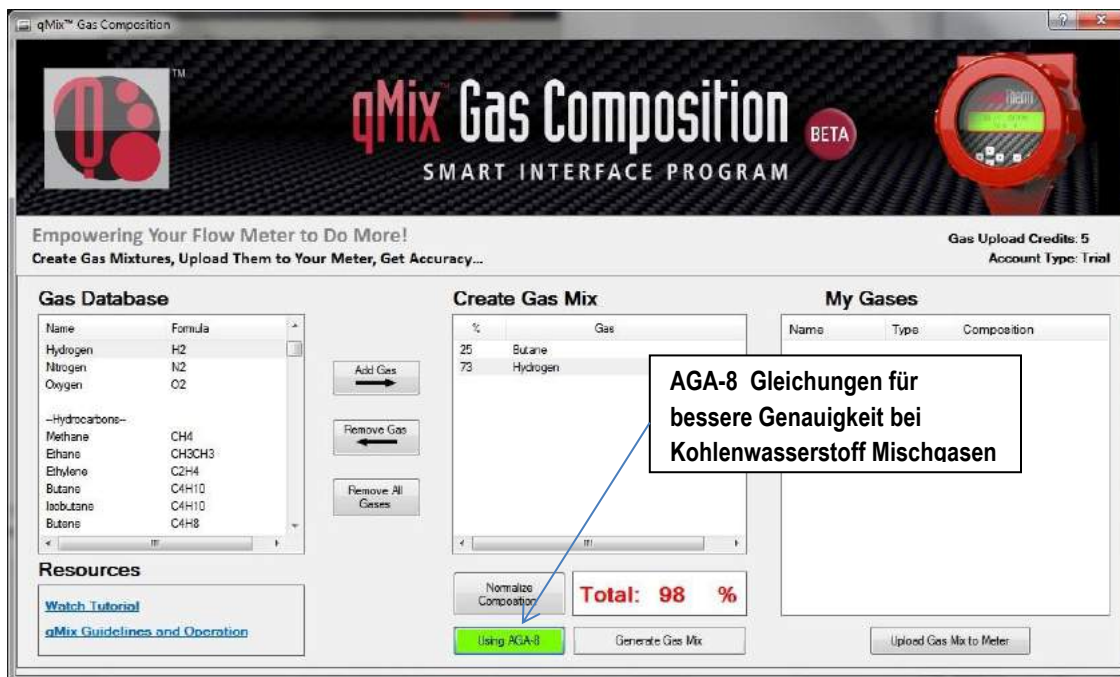 qMix™ Gas Composition
TM
qMix™ Gas Composition BETA
SMART INTERFACE PROGRAM
Empowering Your Flow Meter to Do More!
Create Gas Mixtures, Upload Them to Your Meter, Get Accuracy...
Gas Upload Credits: 5
Account Type: Trial
Gas Database
Name Formula
Hydrogen H2
Nitrogen N2
Oxygen O2
--Hydrocarbons--
Methane CH4
Ethane CH3CH3
Ethylene C2H4
Butane C4H10
Isobutane C4H10
Butene C4H8
Add Gas
Remove Gas
Remove All
Gases
Create Gas Mix
% Gas
25 Butane
73 Hydrogen
AGA-8 Gleichungen für
bessere Genauigkeit bei
Kohlenwasserstoff Mischgasen
My Gases
Name Type Composition
Resources
Watch Tutorial
qMix Guidelines and Operation
Normalize
Composition
Total: 98 %
Using AGA-8
Generate Gas Mix
Upload Gas Mix to Meter